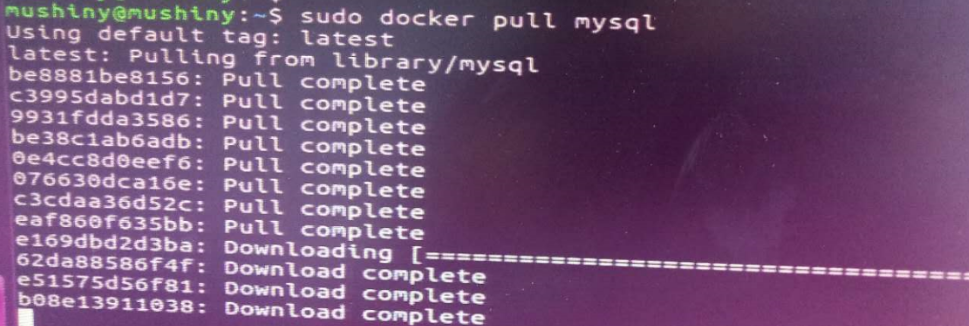 mushiny@mushiny:~$ sudo docker pull mysql
Using default tag: latest
latest: Pulling from library/mysql
be8881be8156: Pull complete
c3995dabd1d7: Pull complete
9931fdda3586: Pull complete
be38c1ab6adb: Pull complete
0e4cc8d0eef6: Pull complete
076630dca16e: Pull complete
c3cdaa36d52c: Pull complete
eaf860f635bb: Pull complete
e169dbd2d3ba: Downloading [===================================
62da88586f4f: Download complete
e51575d56f81: Download complete
b08e13911038: Download complete